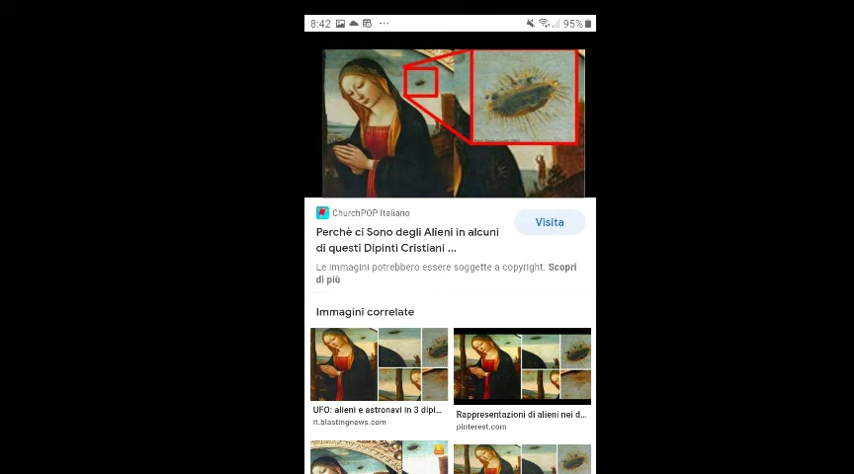 8:42
95%
ChurchPOP Italiano
Visita
Perchè ci Sono degli Alieni in alcuni
di questi Dipinti Cristiani ...
Le immagini potrebbero essere soggette a copyright. Scopri
di più
Immagini correlate
UFO: alieni e astronavi in 3 dipi...
it.blastingnews.com
Rappresentazioni di alieni nei d...
pinterest.com